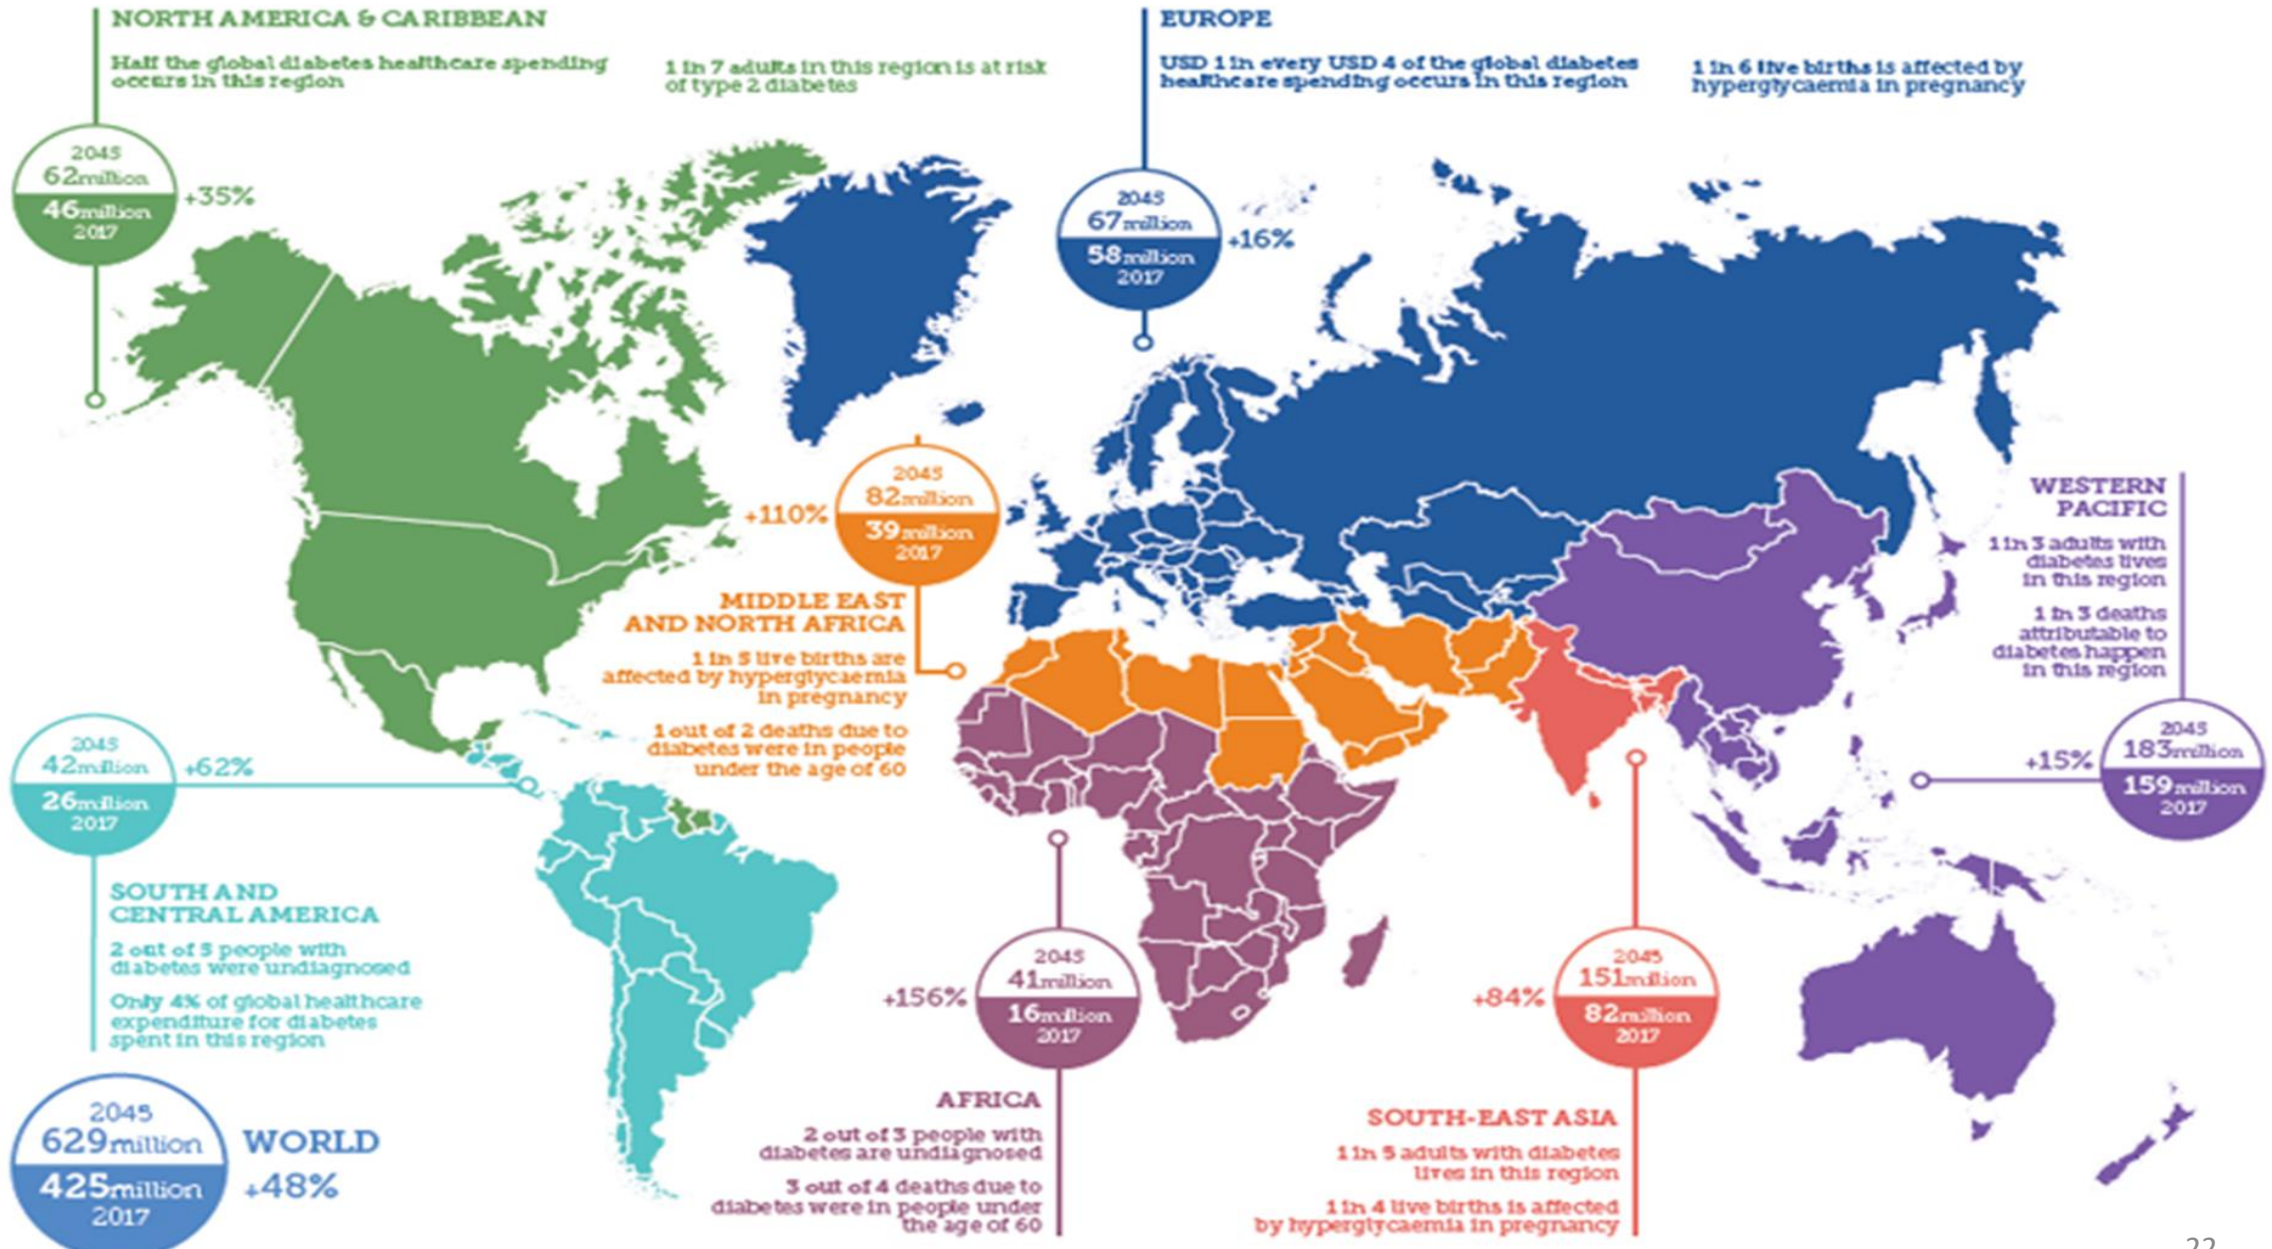 NORTH AMERICA & CARIBBEAN
Half the global diabetes healthcare spending
occurs in this region
1 in 7 adults in this region is at risk
of type 2 diabetes
2045
62million
46million
2017
+35%
EUROPE
USD 1 in every USD 4 of the global diabetes
healthcare spending occurs in this region
1 in 6 live births is affected by
hyperglycaemia in pregnancy
2045
67million
58million
2017
+16%
2045
82million
39million
2017
+110%
MIDDLE EAST
AND NORTH AFRICA
1 in 5 live births are
affected by hyperglycaemia
in pregnancy
1 out of 2 deaths due to
diabetes were in people
under the age of 60
WESTERN
PACIFIC
1 in 3 adults with
diabetes lives
in this region
1 in 3 deaths
attributable to
diabetes happen
in this region
2045
183million
159million
2017
+15%
2045
42million
26million
2017
+62%
SOUTH AND
CENTRAL AMERICA
2 out of 5 people with
diabetes were undiagnosed
Only 4% of global healthcare
expenditure for diabetes
spent in this region
2045
41million
16million
2017
+156%
AFRICA
2 out of 3 people with
diabetes are undiagnosed
3 out of 4 deaths due to
diabetes were in people under
the age of 60
2045
151million
82million
2017
+84%
SOUTH-EAST ASIA
1 in 5 adults with diabetes
lives in this region
1 in 4 live births is affected
by hyperglycaemia in pregnancy
2045
629million
425million
2017
WORLD
+48%
22